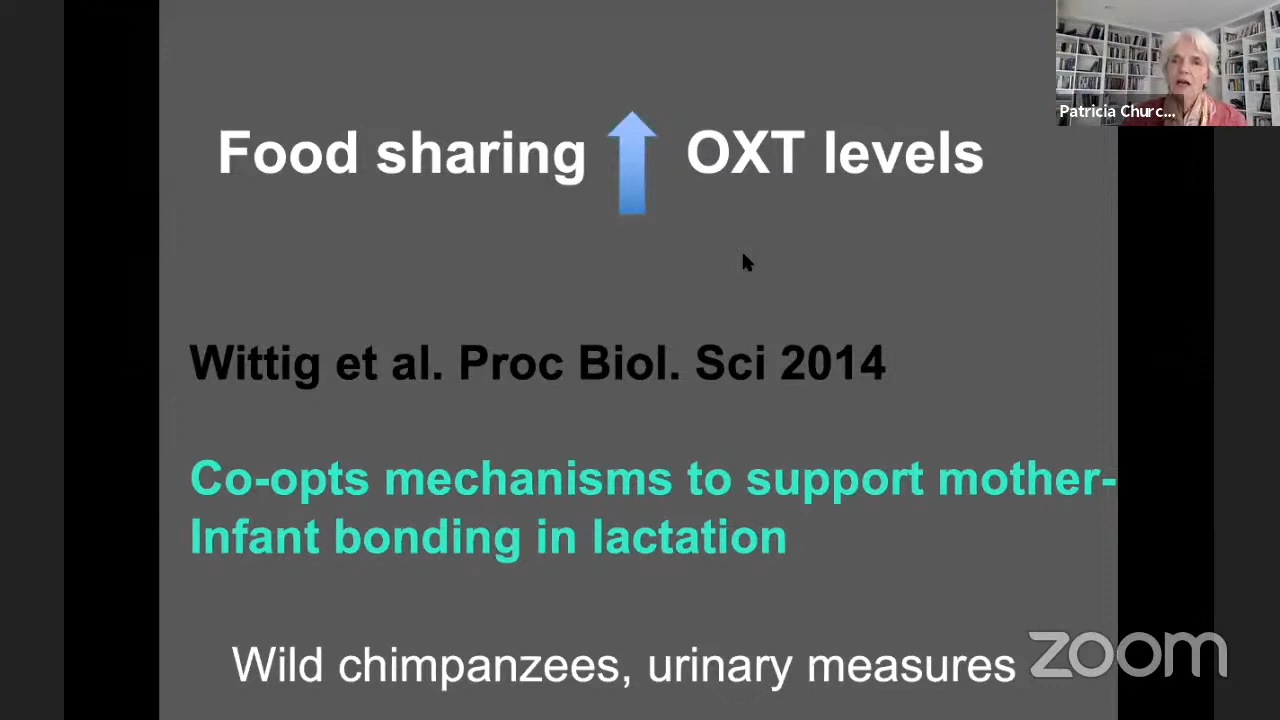 Patricia Churc...
Food sharing OXT levels
Wittig et al. Proc Biol. Sci 2014
Co-opts mechanisms to support mother-
Infant bonding in lactation
Wild chimpanzees, urinary measures
zoom